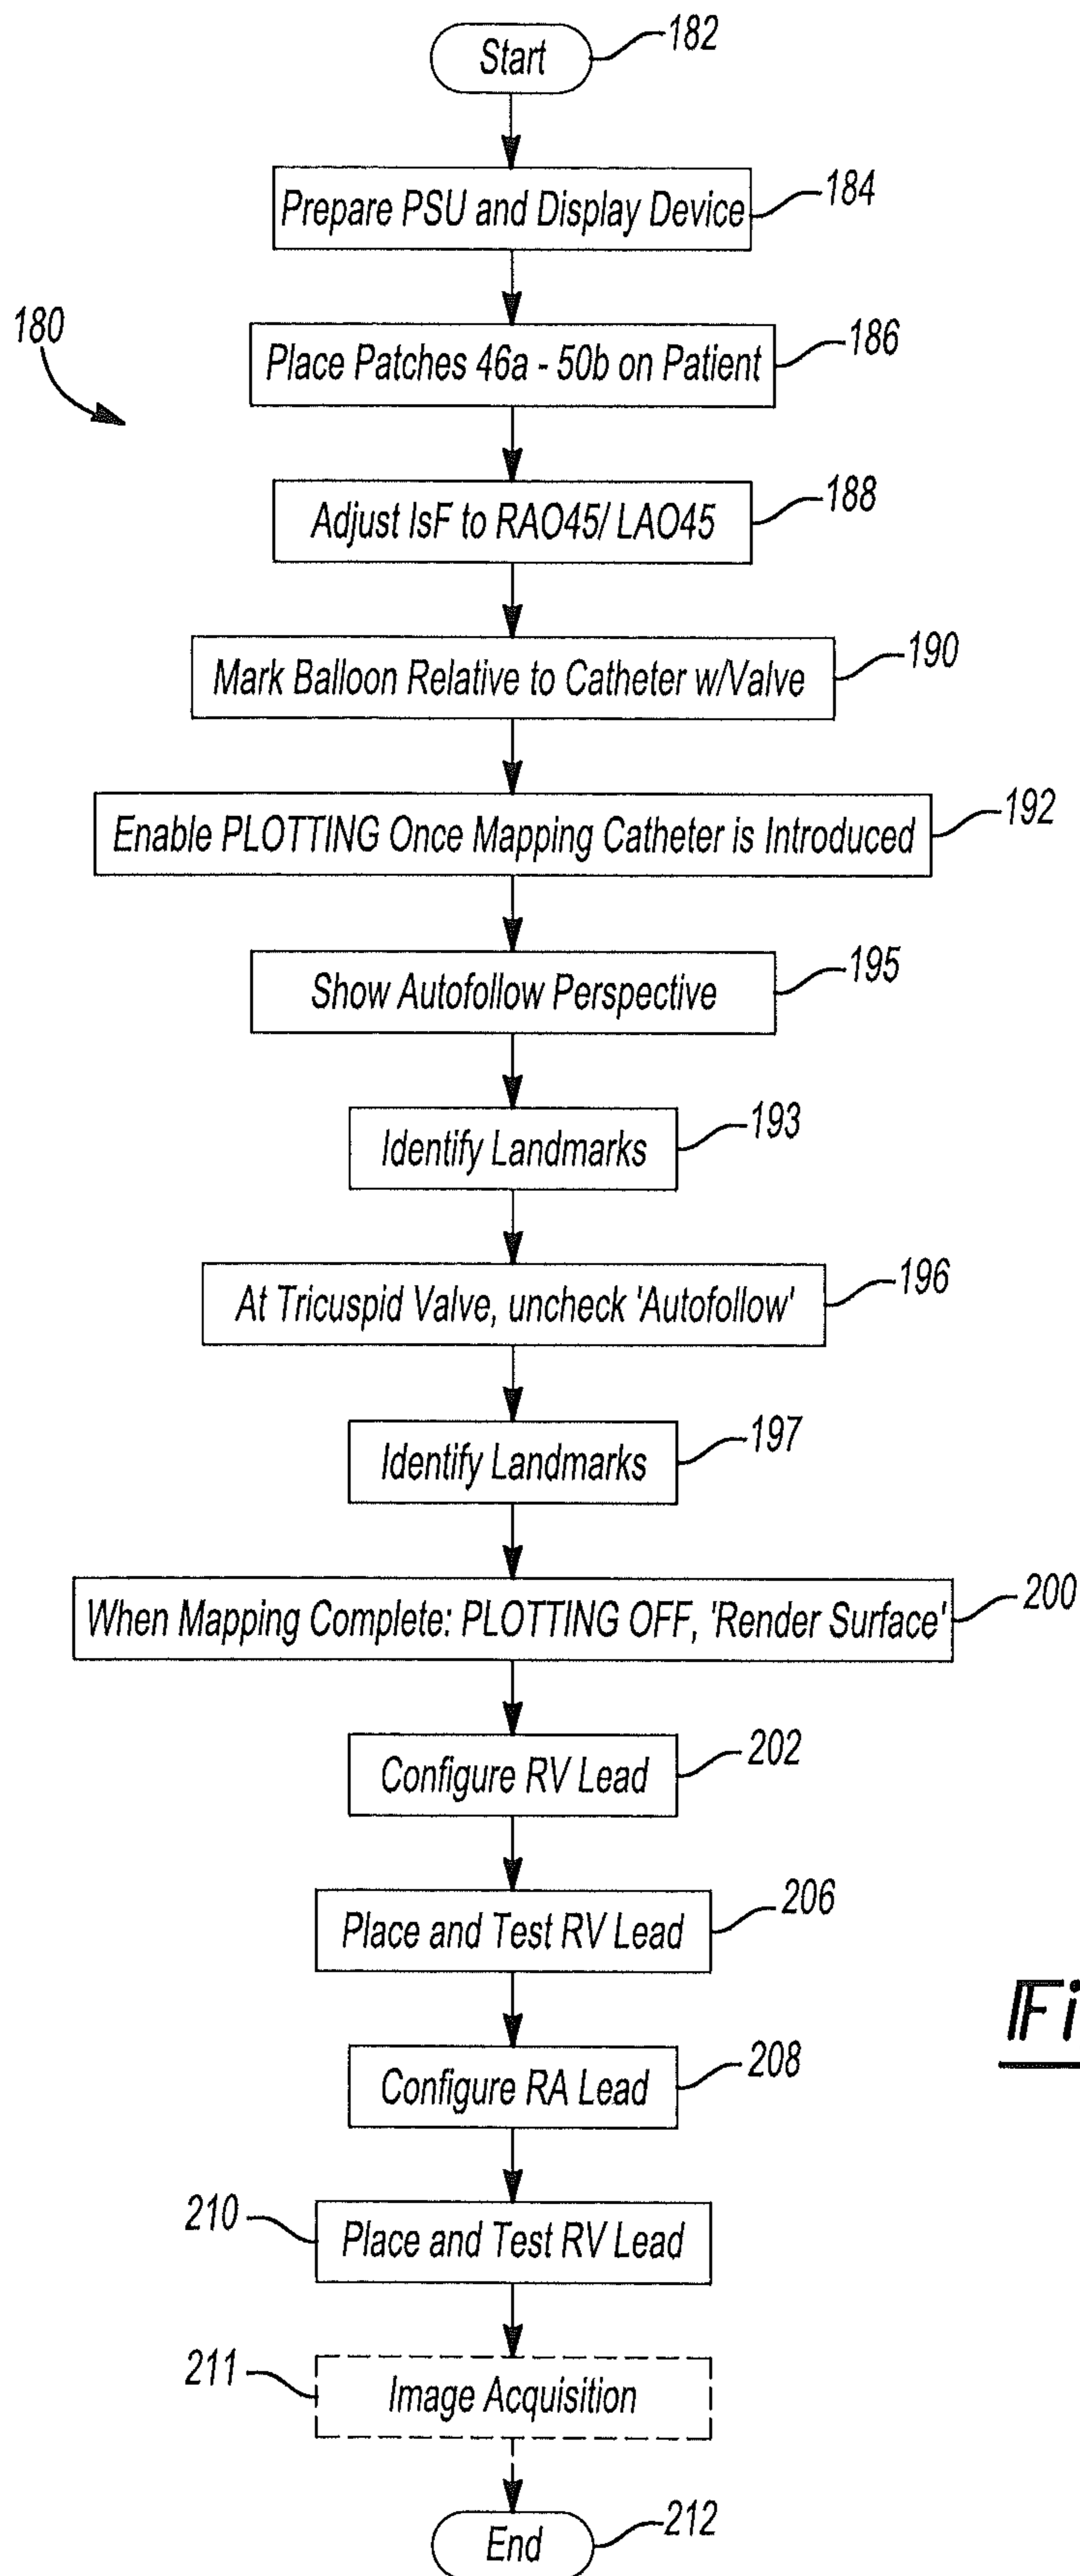 Start
182
Prepare PSU and Display Device
184
180
Place Patches 46a - 50b on Patient
186
Adjust IsF to RAO45/ LAO45
188
Mark Balloon Relative to Catheter w/Valve
190
Enable PLOTTING Once Mapping Catheter is Introduced
192
Show Autofollow Perspective
195
Identify Landmarks
193
At Tricuspid Valve, uncheck 'Autofollow'
196
Identify Landmarks
197
When Mapping Complete: PLOTTING OFF, 'Render Surface'
200
Configure RV Lead
202
Place and Test RV Lead
206
Fi
Configure RA Lead
208
210
Place and Test RV Lead
211
Image Acquisition
End
212